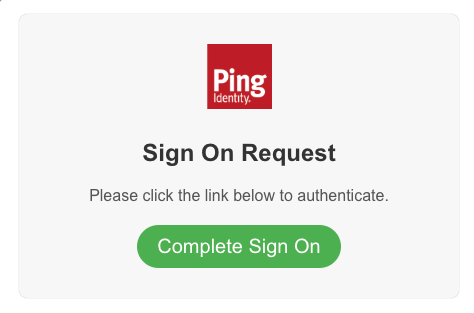 Ping
Identity.
Sign On Request
Please click the link below to authenticate.
Complete Sign On